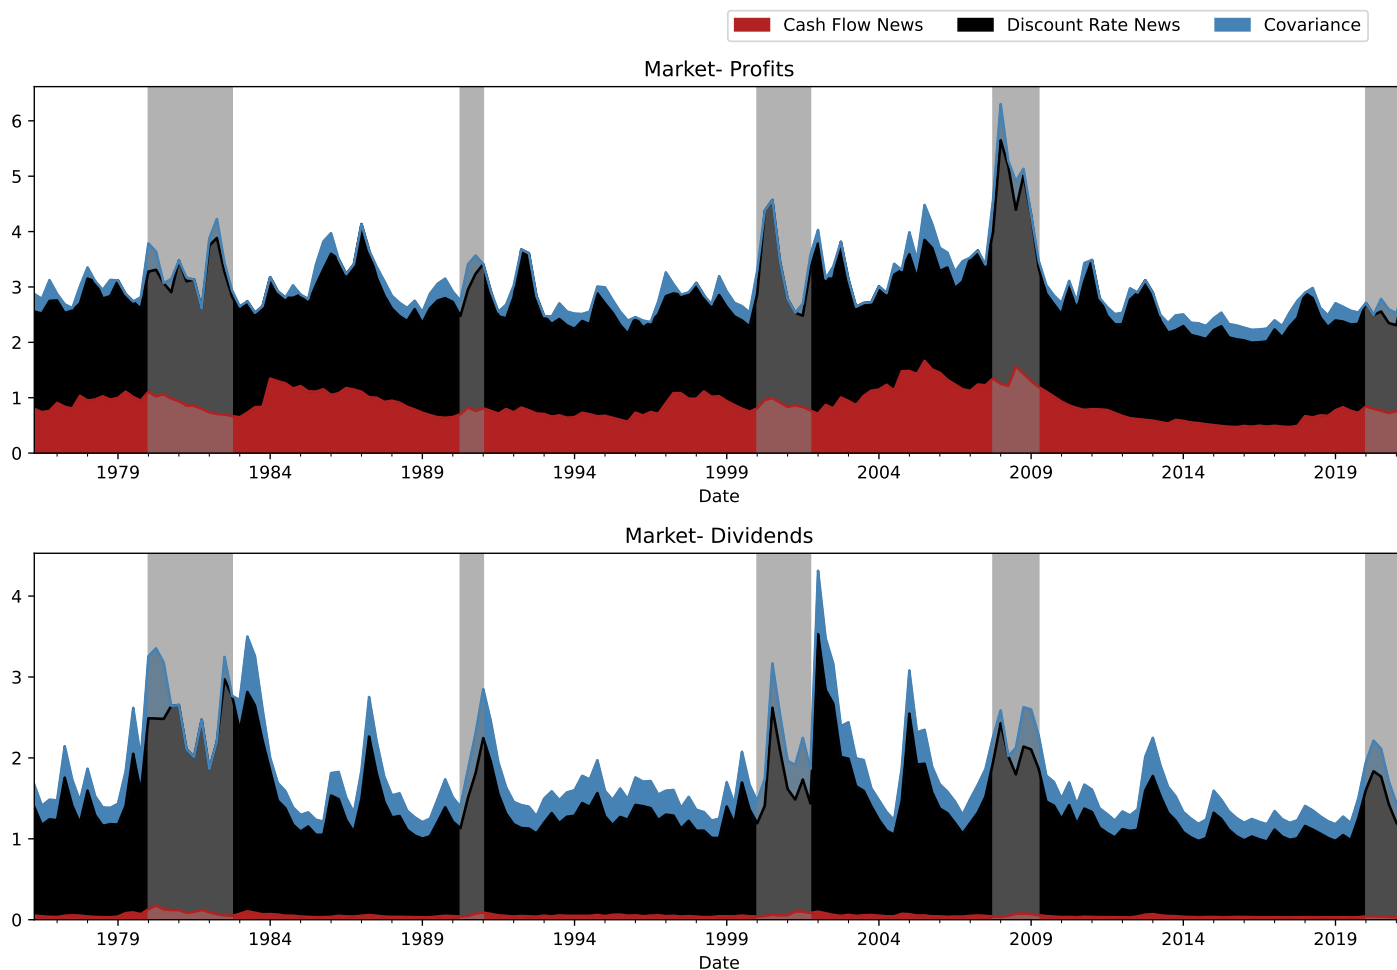 Cash Flow News Discount Rate News Covariance
Market- Profits
6
5
4
3
2
1
0
1979 1984 1989 1994 1999 2004 2009 2014 2019
Date
Market- Dividends
4
3
2
1
0
1979 1984 1989 1994 1999 2004 2009 2014 2019
Date